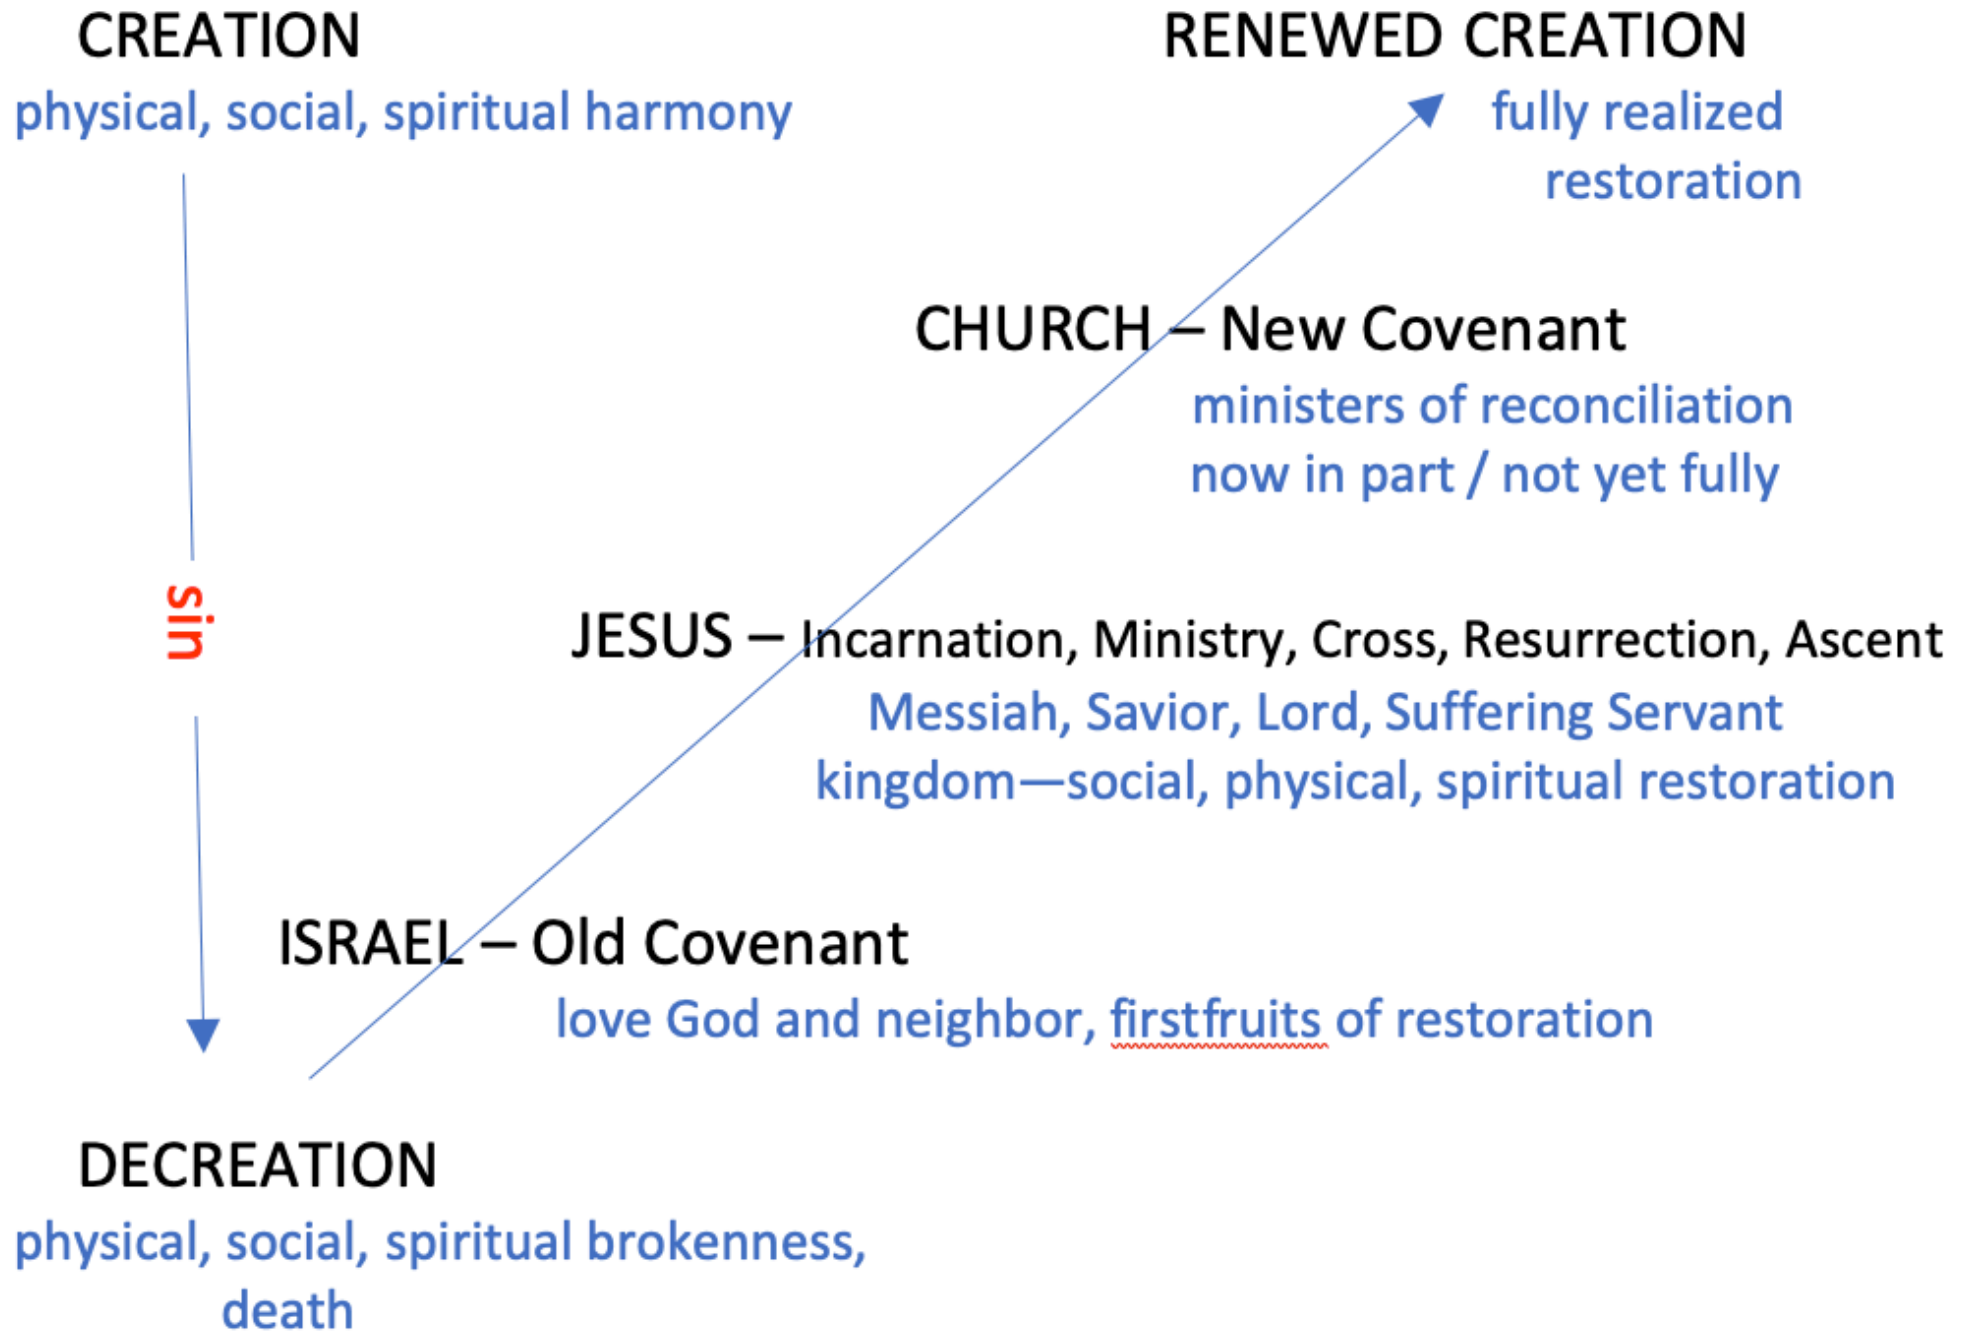 CREATION
physical, social, spiritual harmony
sin
DECREATION
physical, social, spiritual brokenness,
death
ISRAEL – Old Covenant
love God and neighbor, firstfruits of restoration
JESUS – Incarnation, Ministry, Cross, Resurrection, Ascent
Messiah, Savior, Lord, Suffering Servant
kingdom—social, physical, spiritual restoration
CHURCH – New Covenant
ministers of reconciliation
now in part / not yet fully
RENEWED CREATION
fully realized
restoration